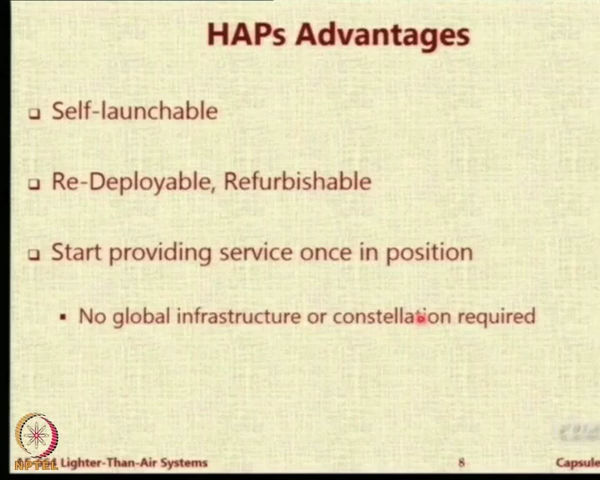 HAPs Advantages
Self-launchable
Re-Deployable, Refurbishable
Start providing service once in position
No global infrastructure or constellation required
NPTEL
Lighter-Than-Air Systems
8
Capsule